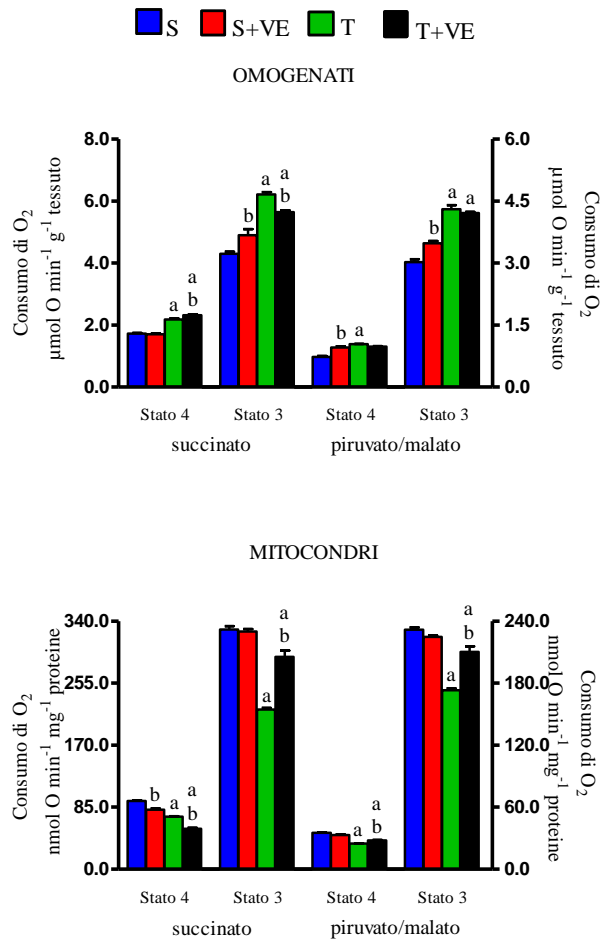 S S+VE T T+VE
OMOGENATI
8.0 6.0
6.0 4.5
4.0 3.0
2.0 1.5
0.0 0.0
Consumo di O2
µmol O min-1 g-1 tessuto
Consumo di O2
µmol O min-1 g-1 tessuto
a a
b
b a
a
b
b a
b a a
Stato 4 Stato 3 Stato 4 Stato 3
succinato piruvato/malato
MITOCONDRI
340.0 240.0
255.0 180.0
170.0 120.0
85.0 60.0
0.0 0.0
Consumo di O2
nmol O min-1 mg-1 proteine
Consumo di O2
nmol O min-1 mg-1 proteine
b a a
b
a a
b
a a
b
a a
b
Stato 4 Stato 3 Stato 4 Stato 3
succinato piruvato/malato